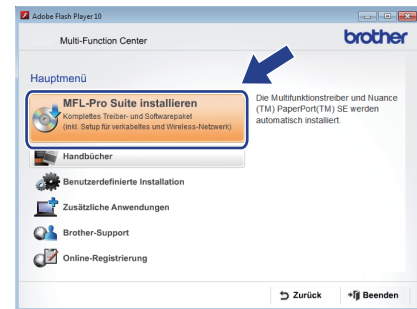 Adobe Flash Player 10
Multi-Function Center
brother
Hauptmenü
MFL-Pro Suite installieren
Komplettes Treiber- und Softwarepaket
(inkl. Setup für verkabeltes und Wireless-Netzwerk)
Die Multifunktionstreiber und Nuance
(TM) PaperPort(TM) SE werden
automatisch installiert.
Handbücher
Benutzerdefinierte Installation
Zusätzliche Anwendungen
Brother-Support
Online-Registrierung
Zurück
Beenden